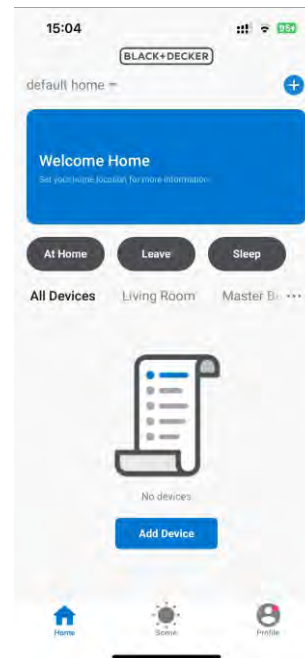 15:04
BLACK+DECKER
default home
Welcome Home
Set your home location for more information
At Home Leave Sleep
All Devices Living Room Master B
No devices
Add Device
Home Profile